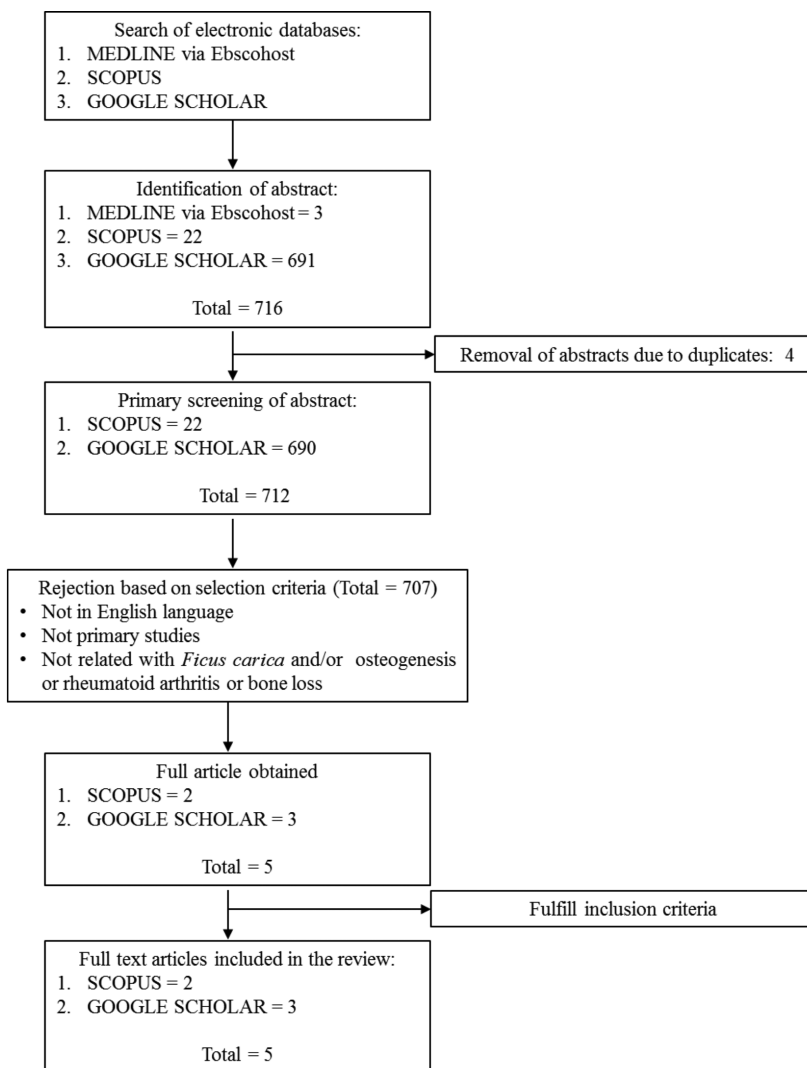 Search of electronic databases:
1. MEDLINE via Ebscohost
2. SCOPUS
3. GOOGLE SCHOLAR
Identification of abstract:
1. MEDLINE via Ebscohost = 3
2. SCOPUS = 22
3. GOOGLE SCHOLAR = 691
Total = 716
Removal of abstracts due to duplicates: 4
Primary screening of abstract:
1. SCOPUS = 22
2. GOOGLE SCHOLAR = 690
Total = 712
Rejection based on selection criteria (Total = 707)
• Not in English language
• Not primary studies
• Not related with Ficus carica and/or osteogenesis
or rheumatoid arthritis or bone loss
Full article obtained
1. SCOPUS = 2
2. GOOGLE SCHOLAR = 3
Total = 5
Fulfill inclusion criteria
Full text articles included in the review:
1. SCOPUS = 2
2. GOOGLE SCHOLAR = 3
Total = 5